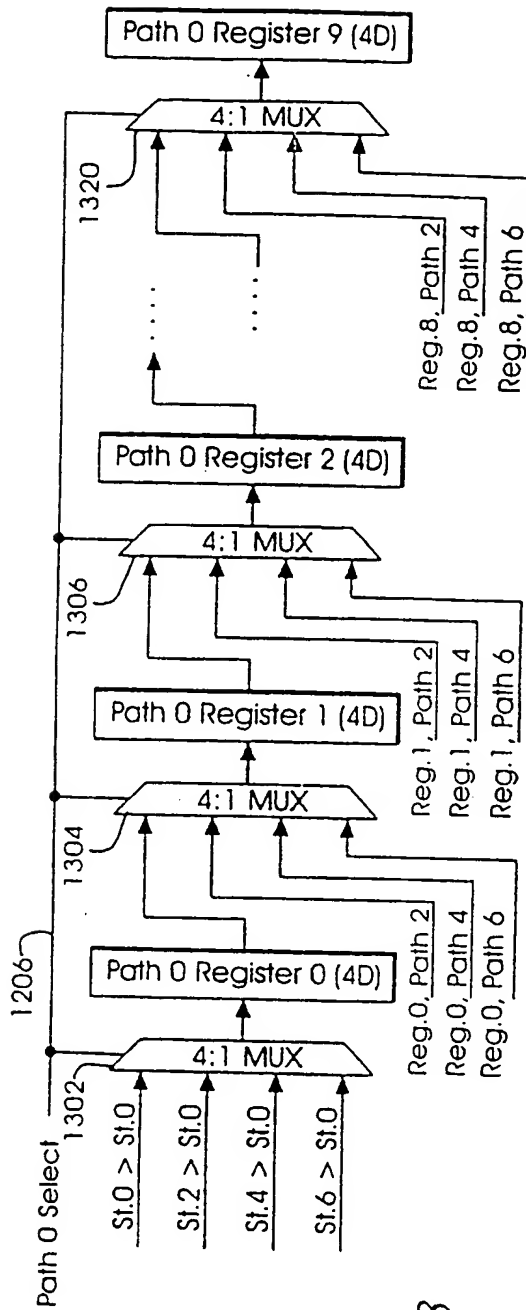 Path 0 Select
1206
1302
St.0 > St.0
St.2 > St.0
St.4 > St.0
St.6 > St.0
4:1 MUX
Path 0 Register 0 (4D)
Reg.0, Path 2
Reg.0, Path 4
Reg.0, Path 6
1304
4:1 MUX
Path 0 Register 1 (4D)
Reg.1, Path 2
Reg.1, Path 4
Reg.1, Path 6
1306
4:1 MUX
Path 0 Register 2 (4D)
Reg.8, Path 2
Reg.8, Path 4
Reg.8, Path 6
1320
4:1 MUX
Path 0 Register 9 (4D)